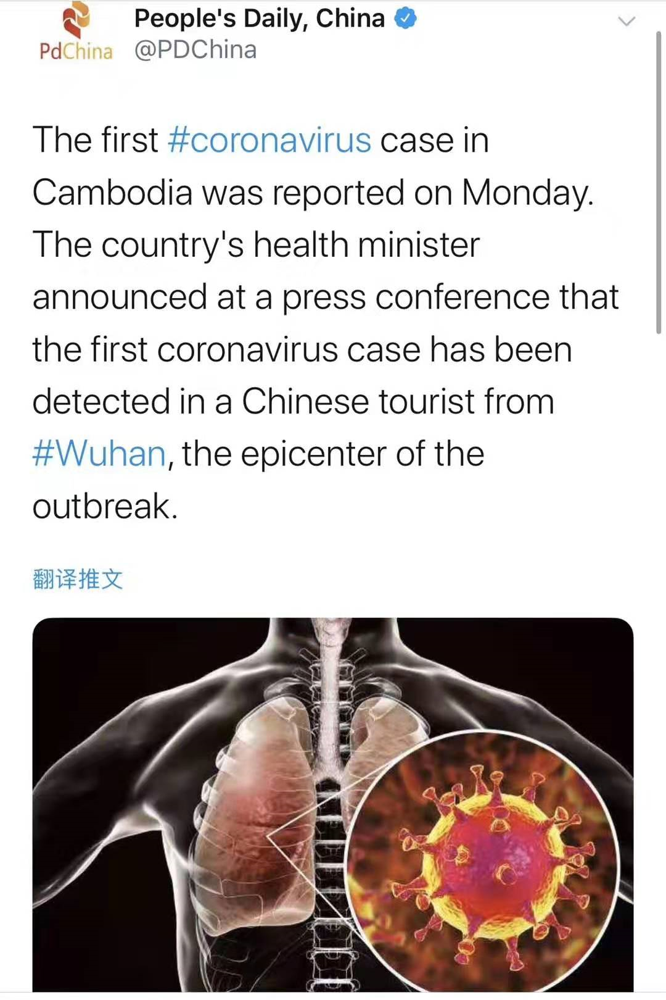 People's Daily, China
PdChina @PDChina
The first #coronavirus case in
Cambodia was reported on Monday.
The country's health minister
announced at a press conference that
the first coronavirus case has been
detected in a Chinese tourist from
#Wuhan, the epicenter of the
outbreak.
翻译推文